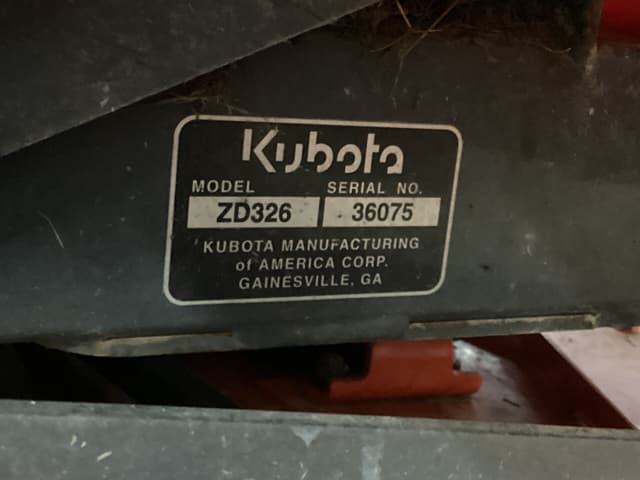 Kubota
MODEL SERIAL NO.
ZD326 36075
KUBOTA MANUFACTURING
of AMERICA CORP.
GAINESVILLE, GA